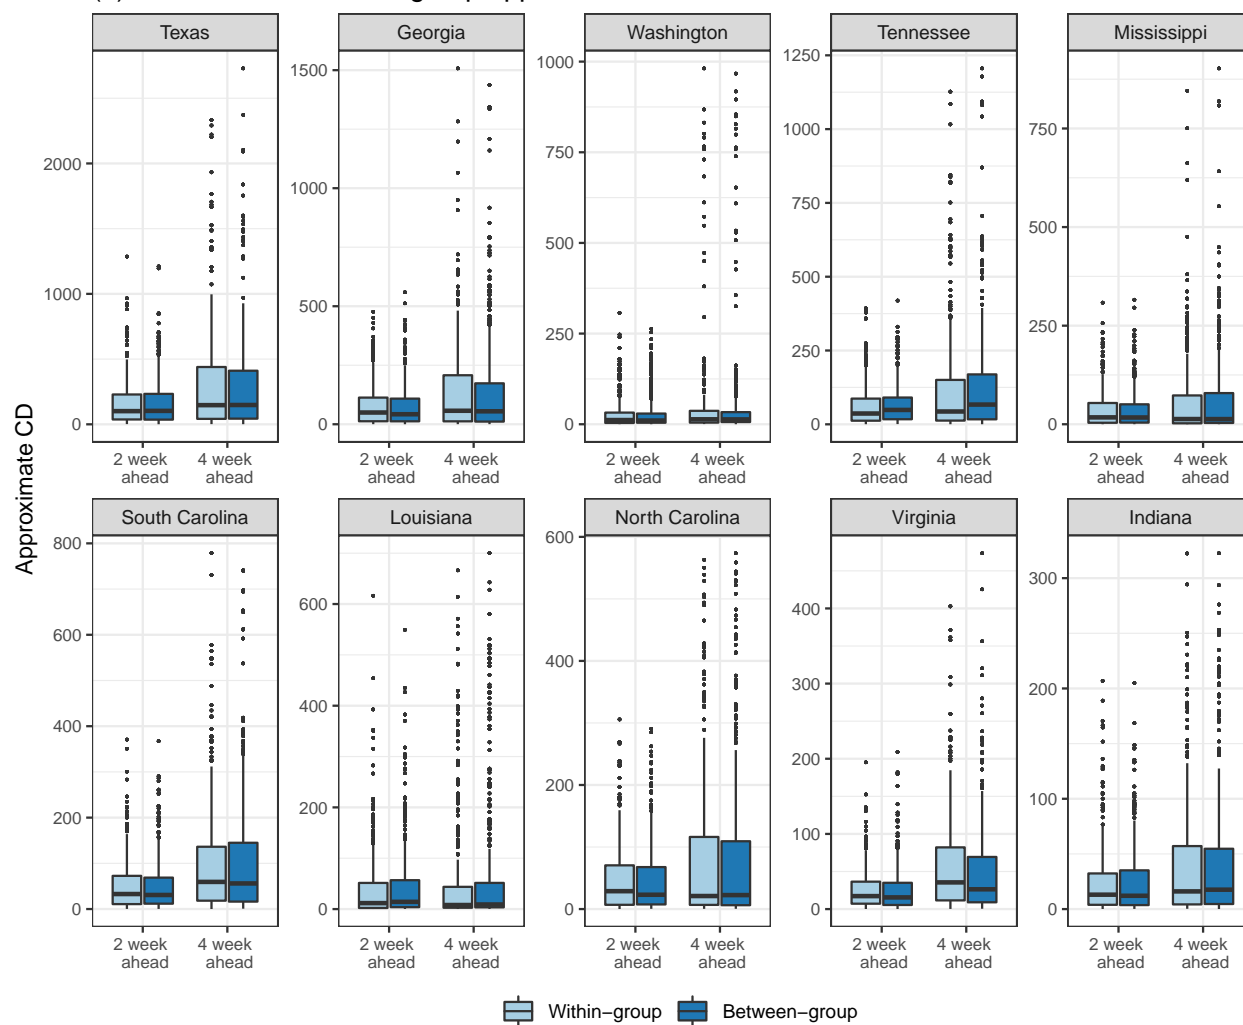 Texas
Georgia
Washington
Tennessee
Mississippi
2000
1000
0
1500
1000
500
0
1000
750
500
250
0
1250
1000
750
500
250
0
750
500
250
0
2 week ahead
4 week ahead
2 week ahead
4 week ahead
2 week ahead
4 week ahead
2 week ahead
4 week ahead
2 week ahead
4 week ahead
Approximate CD
South Carolina
Louisiana
North Carolina
Virginia
Indiana
800
600
400
200
0
600
400
200
0
600
400
200
0
400
300
200
100
0
300
200
100
0
2 week ahead
4 week ahead
2 week ahead
4 week ahead
2 week ahead
4 week ahead
2 week ahead
4 week ahead
2 week ahead
4 week ahead
Within−group
Between−group